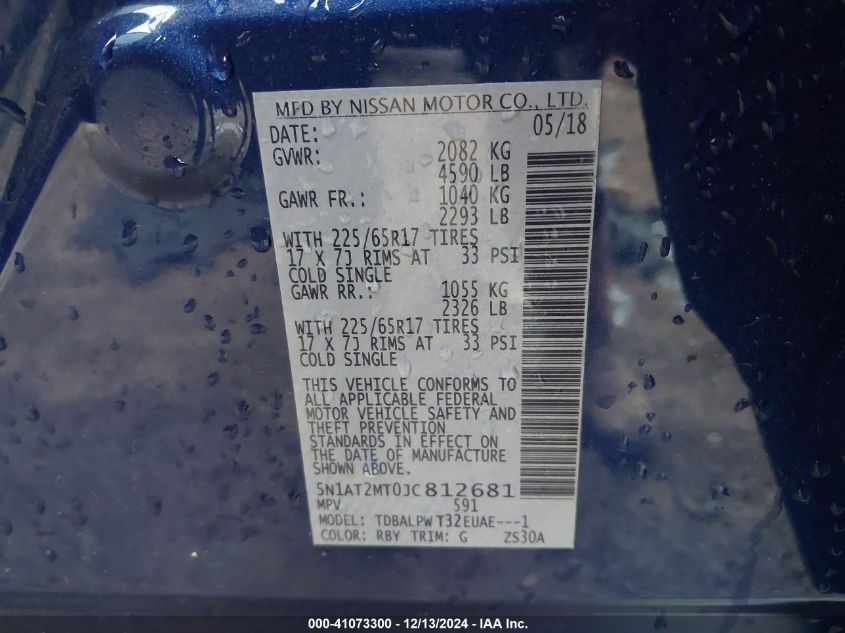 MFD BY NISSAN MOTOR CO., LTD.
DATE: 05/18
GVWR: 2082 KG
4590 LB
GAWR FR.: 1040 KG
2293 LB
WITH 225/65R17 TIRES
17 X 7J RIMS AT 33 PSI
COLD SINGLE
GAWR RR.: 1055 KG
2326 LB
WITH 225/65R17 TIRES
17 X 7J RIMS AT 33 PSI
COLD SINGLE
THIS VEHICLE CONFORMS TO
ALL APPLICABLE FEDERAL
MOTOR VEHICLE SAFETY AND
THEFT PREVENTION
STANDARDS IN EFFECT ON
THE DATE OF MANUFACTURE
SHOWN ABOVE.
5N1AT2MT0JC812681
MPV 591
MODEL: TDBALPW T32EUAE---1
COLOR: RBY TRIM: G ZS30A
000-41073300 - 12/13/2024 - IAA Inc.